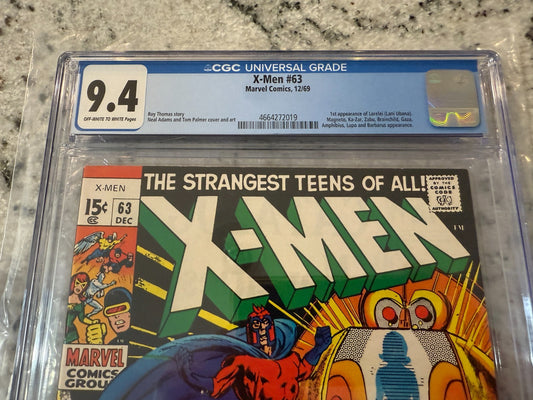 CGC UNIVERSAL GRADE
9.4
OFF-WHITE TO WHITE Pages
X-Men #63
Marvel Comics, 12/69
Roy Thomas story
Neal Adams and Tom Palmer cover and art
4664272019
1st appearance of Lorelei (Lani Ubana).
Magneto, Ka-Zar, Zabu, Brainchild, Gaza,
Amphibius, Lupo and Barbarus appearance.
X-MEN
15¢
CC
63
DEC
THE STRANGEST TEENS OF ALL!
APPROVED
BY THE
COMICS
CODE
AUTHORITY
X-MEN
TM
MARVEL
COMICS
GROUP